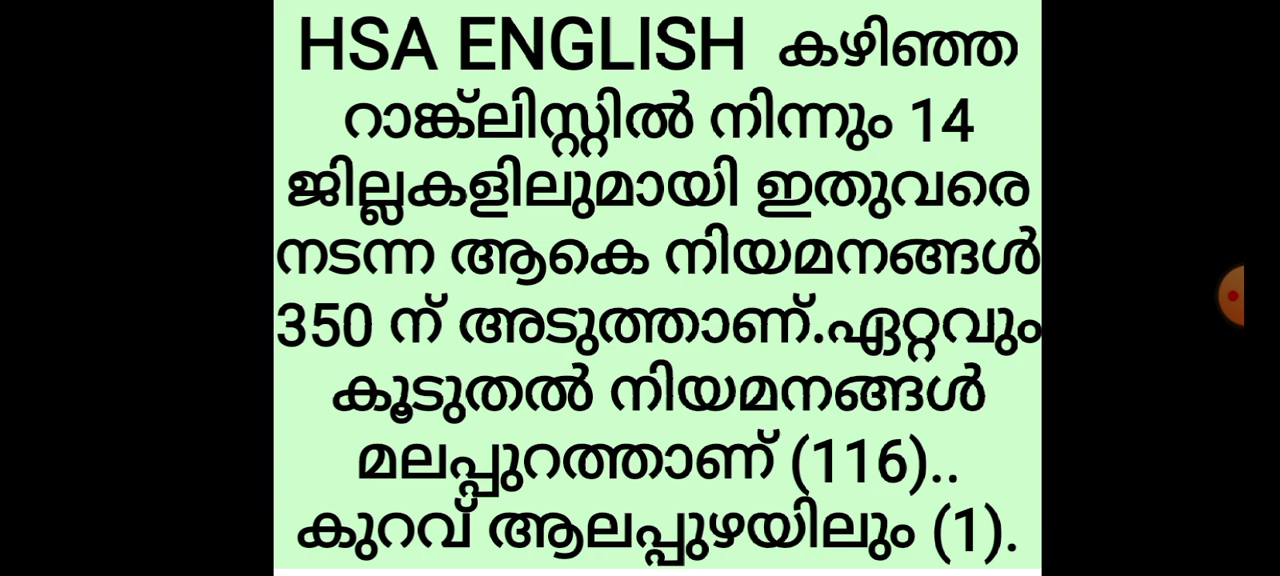 HSA ENGLISH കഴിഞ്ഞ
റാങ്ക്ലിസ്റ്റിൽ നിന്നും 14
ജില്ലകളിലുമായി ഇതുവരെ
നടന്ന ആകെ നിയമനങ്ങൾ
350 ന് അടുത്താണ്.ഏറ്റവും
കൂടുതൽ നിയമനങ്ങൾ
മലപ്പുറത്താണ് (116)..
കുറവ് ആലപ്പുഴയിലും (1).